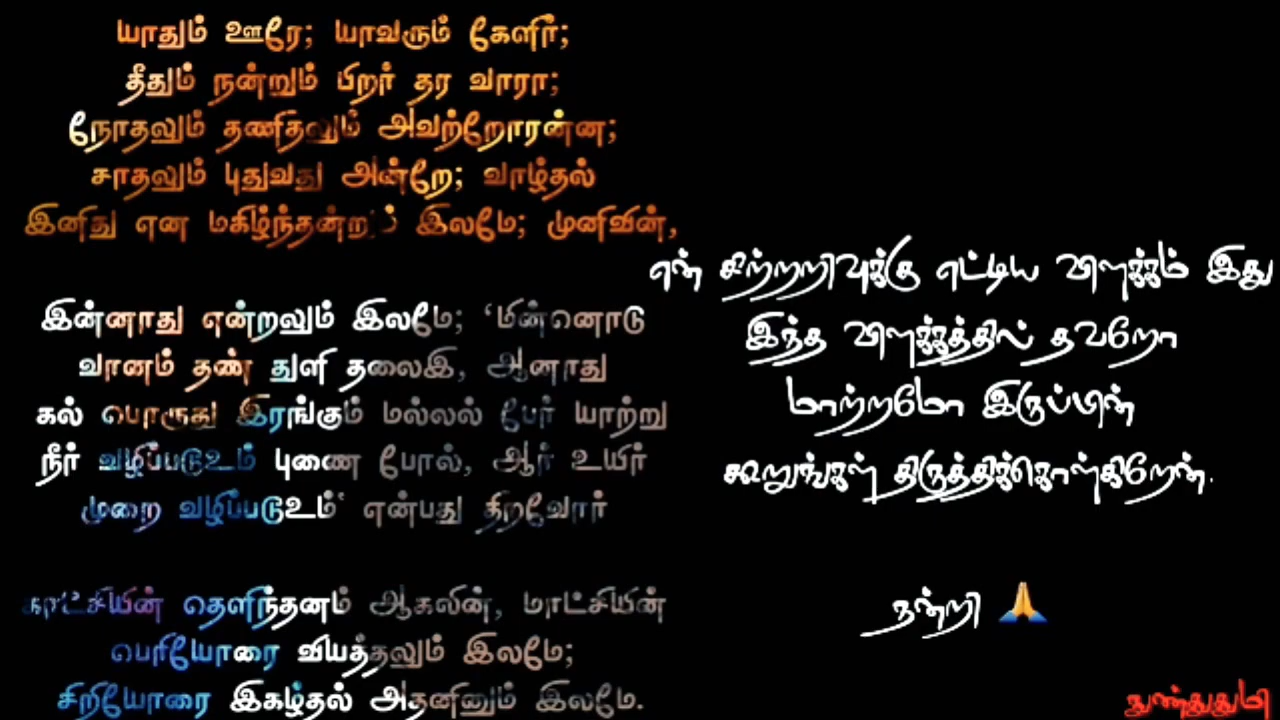 யாதும் ஊரே; யாவரும் கேளிர்;
தீதும் நன்றும் பிறர் தர வாரா;
நோதலும் தணிதலும் அவற்றோரன்ன;
சாதலும் புதுவது அன்றே; வாழ்தல்
இனிது என மகிழ்ந்தன்றும் இலமே; முனிவின்,
இன்னாது என்றலும் இலமே; ‘மின்னொடு
வானம் தண் துளி தலைஇ, ஆனாது
கல் பொருது இரங்கும் மல்லல் பேர் யாற்று
நீர் வழிப்படூஉம் புணை போல், ஆர் உயிர்
முறை வழிப்படூஉம்‘ என்பது திறவோர்
காட்சியின் தெளிந்தனம் ஆகலின், மாட்சியின்
பெரியோரை வியத்தலும் இலமே;
சிறியோரை இகழ்தல் அதனினும் இலமே.
என் சிற்றறிவுக்கு எட்டிய விளக்கம் இது
இந்த விளக்கத்தில் தவறோ
மாற்றமோ இருப்பின்
கூறுங்கள் திருத்திக்கொள்கிறேன்.
நன்றி 🙏